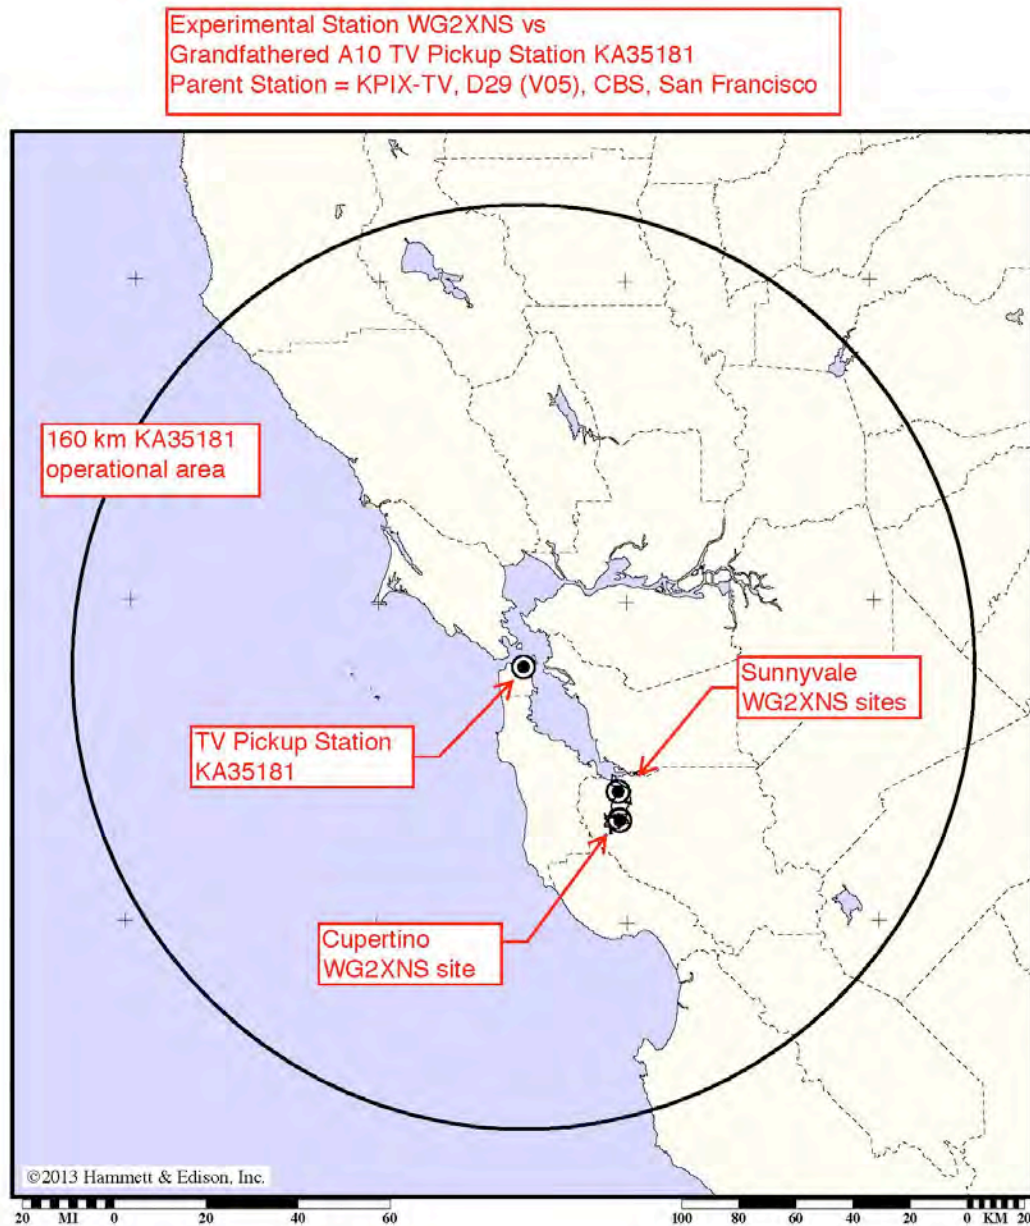 Experimental Station WG2XNS vs
Grandfathered A10 TV Pickup Station KA35181
Parent Station = KPIX-TV, D29 (V05), CBS, San Francisco
160 km KA35181
operational area
Sunnyvale
WG2XNS sites
TV Pickup Station
KA35181
Cupertino
WG2XNS site
©2013 Hammett & Edison, Inc.
20 MI 0 20 40 60 100 80 60 40 20 0 KM 20